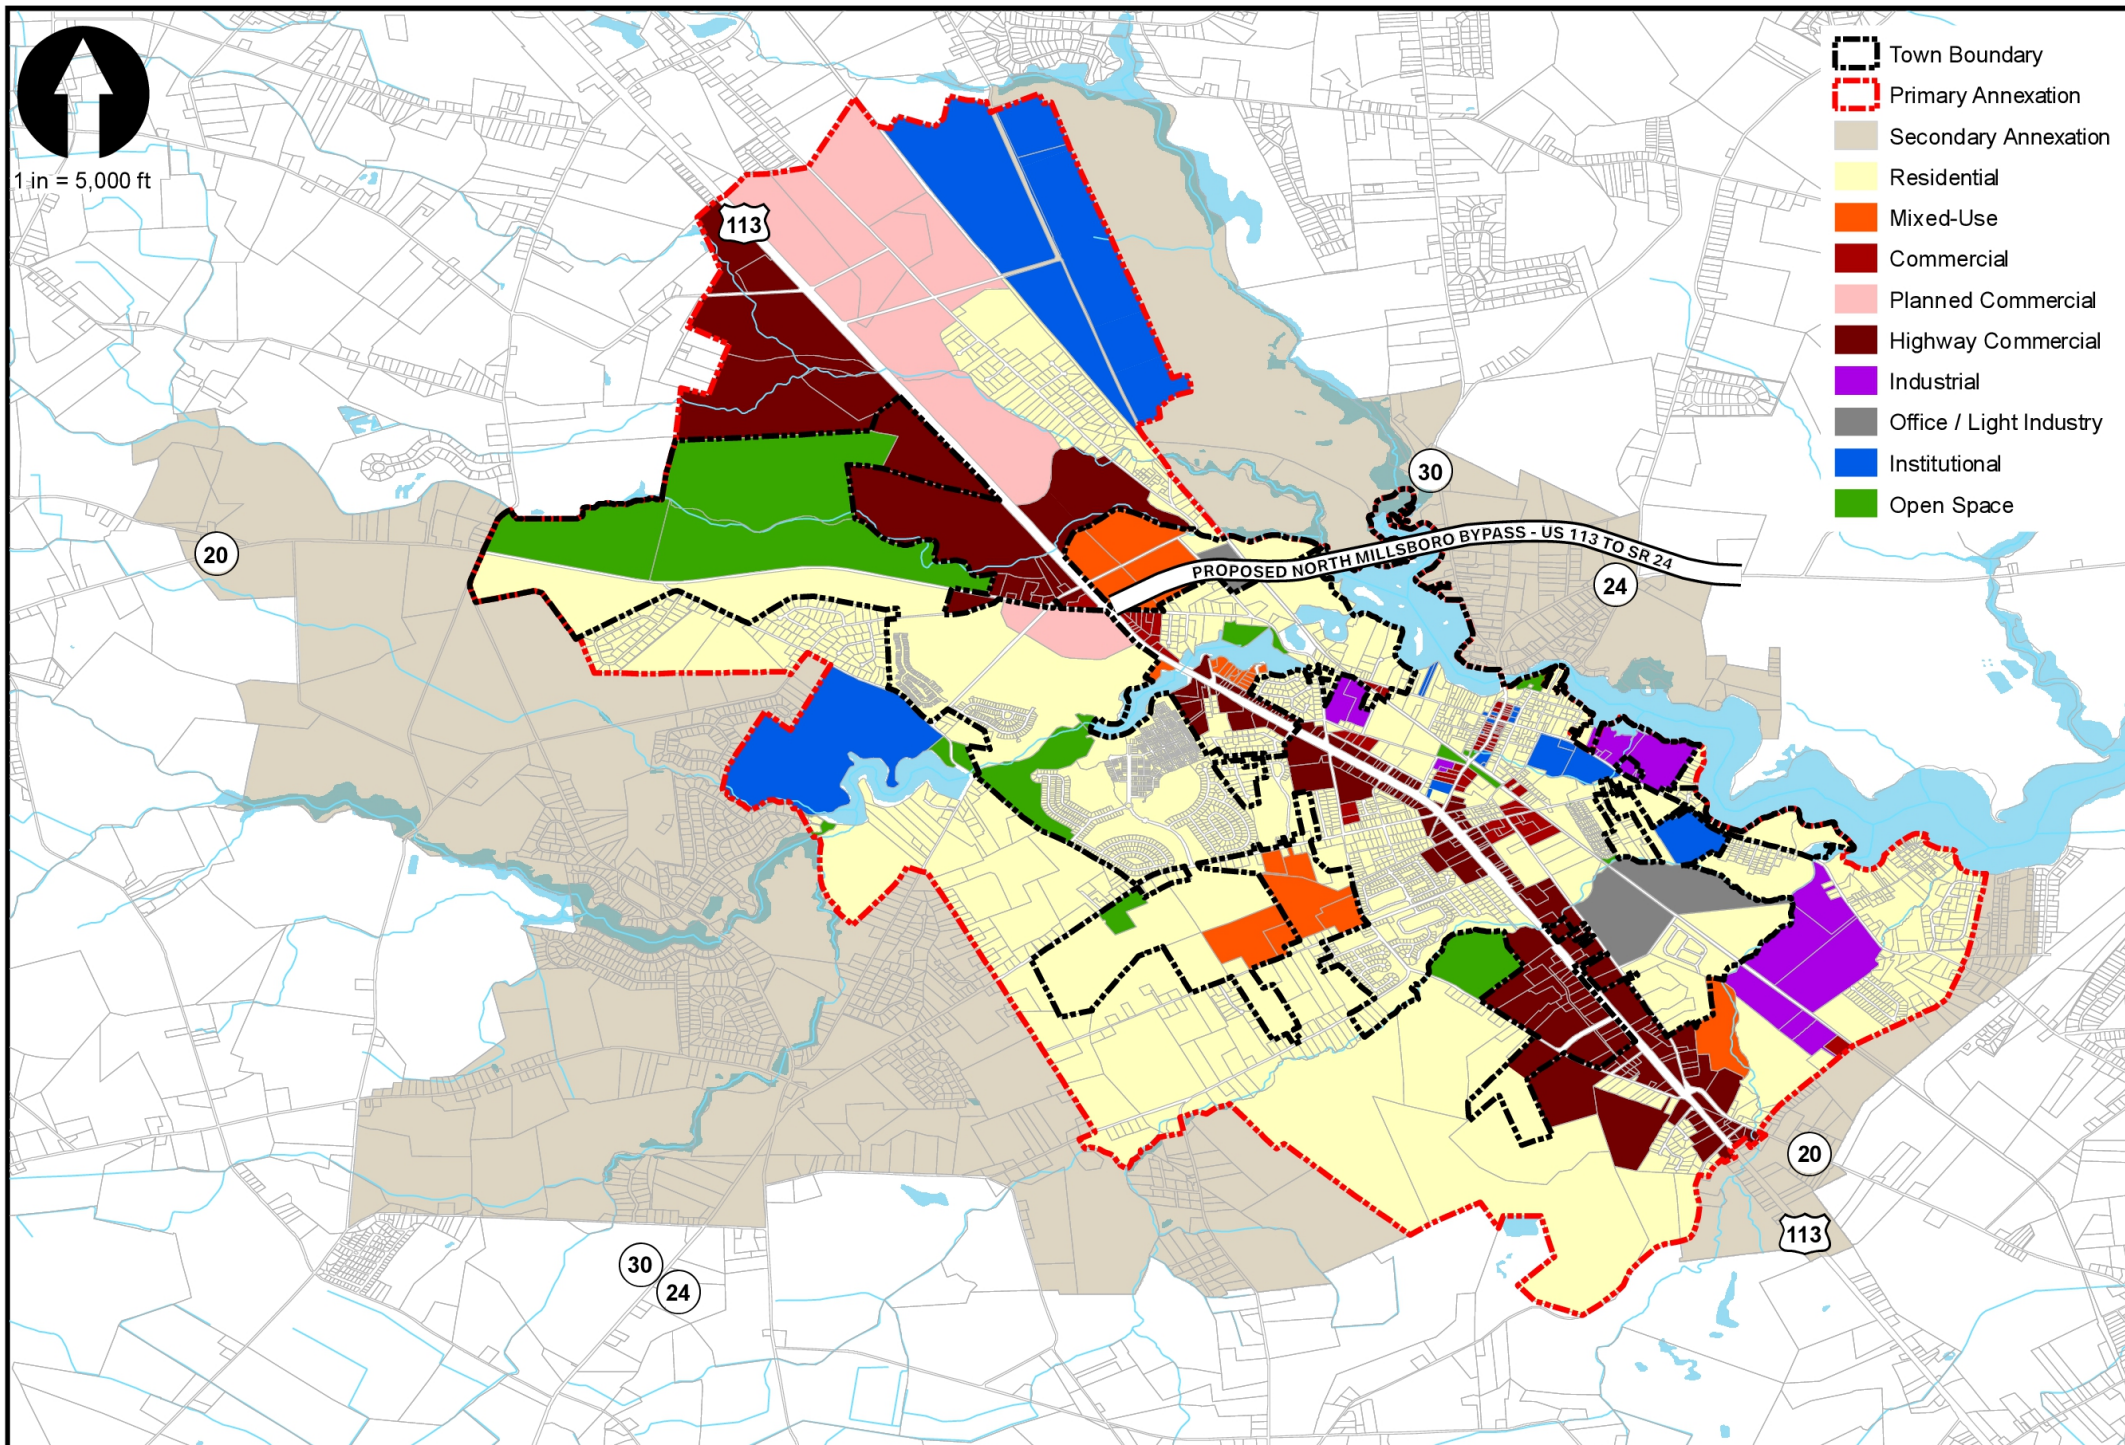 1 in = 5,000 ft
Town Boundary
Primary Annexation
Secondary Annexation
Residential
Mixed-Use
Commercial
Planned Commercial
Highway Commercial
Industrial
Office / Light Industry
Institutional
Open Space
113
30
20
PROPOSED NORTH MILLSBORO BYPASS - US 113 TO SR 24
24
20
113
30
24